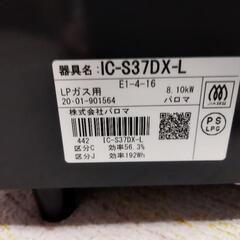 器具名：IC-S37DX-L
E1-4-16
LPガス用 8.10kW
20·01-901564 パロマ
株式会社パロマ
PS
LPG
442 IC-S37DX-L
区分C 効率56.3%
区分J 効率192Wh